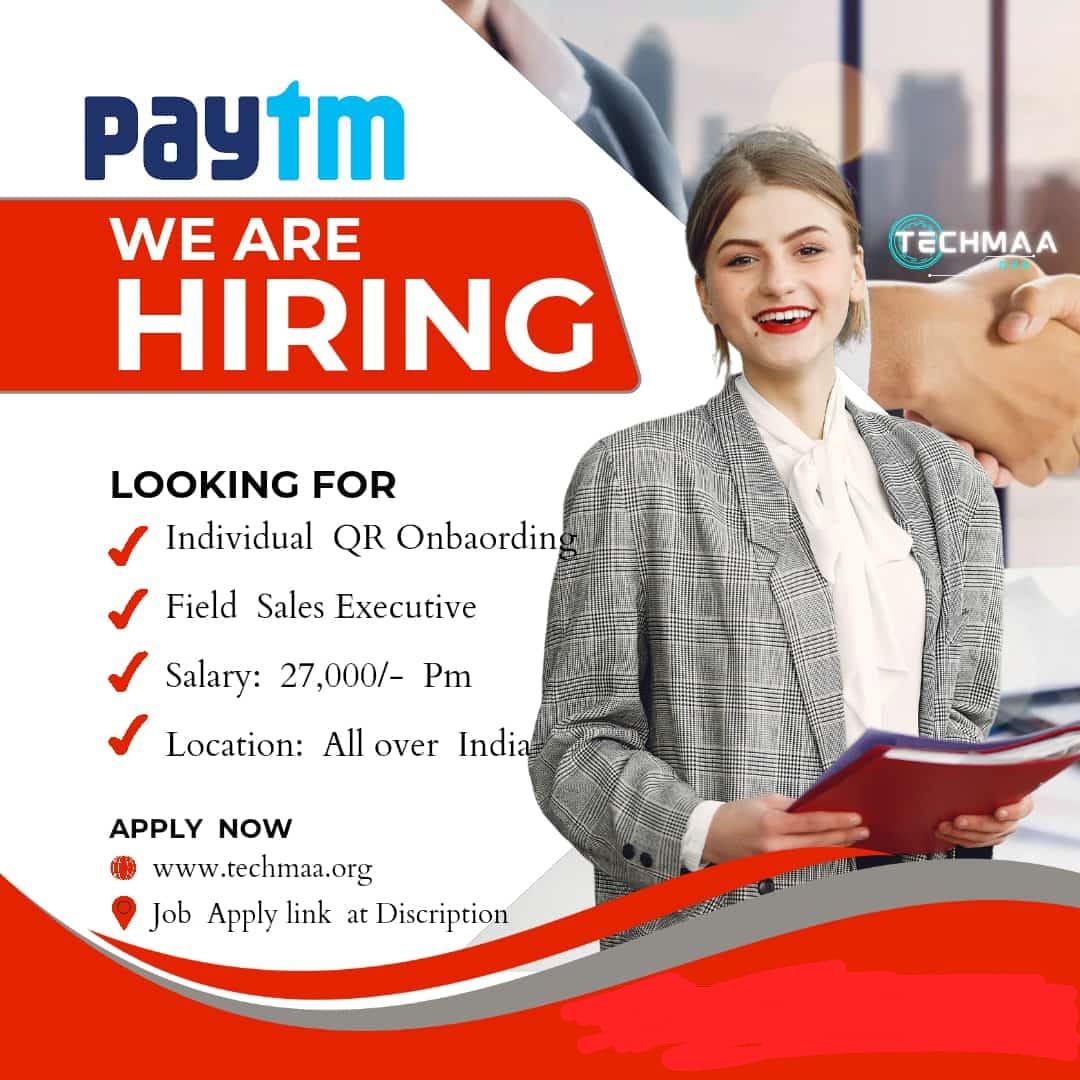 paytm
WE ARE
HIRING
TECHMAA
LOOKING FOR
Individual QR Onbaording
Field Sales Executive
Salary: 27,000/- Pm
Location: All over India
APPLY NOW
www.techmaa.org
Job Apply link at Discription